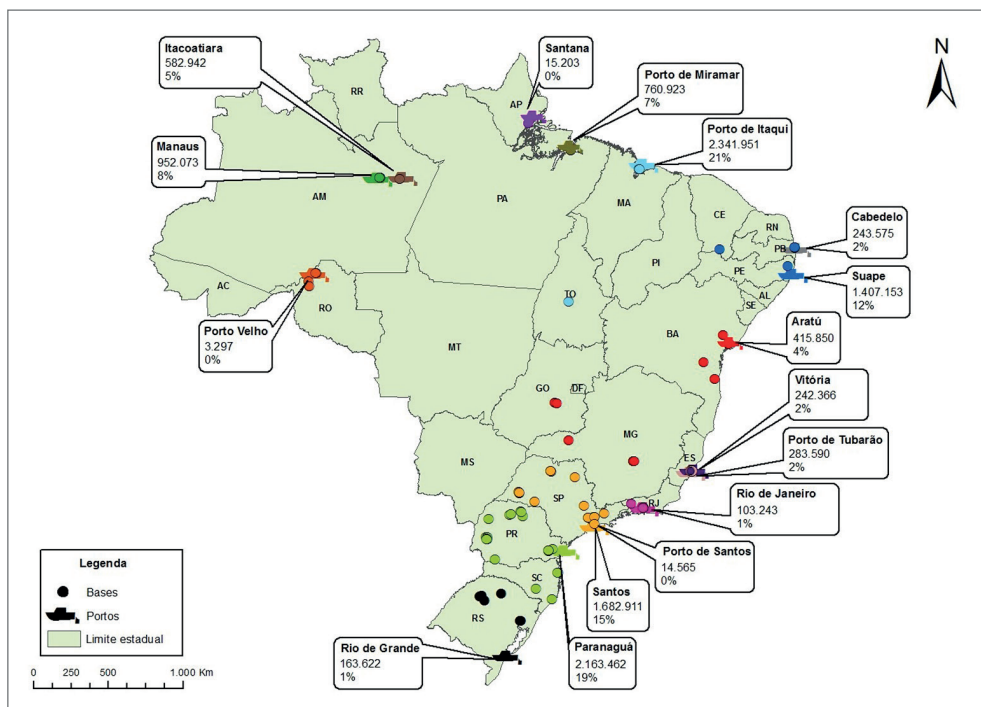 Itacoatiara
582.942
5%
Santana
15.203
0%
Porto de Miramar
760.923
7%
N
Porto de Itaqui
2.341.951
21%
Manaus
952.073
8%
RR
AP
AM
PA
MA
CE
RN
PB
PE
PI
AL
SE
AC
RO
TO
BA
MT
Cabedelo
243.575
2%
Suape
1.407.153
12%
Aratú
415.850
4%
Porto Velho
3.297
0%
GO
DF
MG
ES
MS
SP
RJ
PR
SC
RS
Vitória
242.366
2%
Porto de Tubarão
283.590
2%
Rio de Janeiro
103.243
1%
Porto de Santos
14.565
0%
Santos
1.682.911
15%
Paranaguá
2.163.462
19%
Rio de Grande
163.622
1%
Legenda
Bases
Portos
Limite estadual
0 250 500 1.000 Km